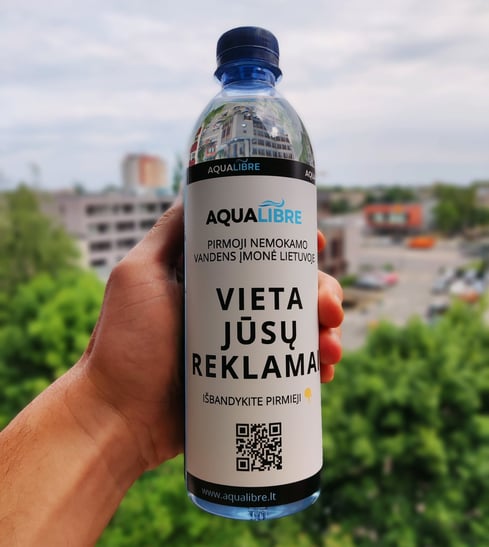 AQUALIBRE
AQUALIBRE
PIRMOJI NEMOKAMO
VANDENS ĮMONĖ LIETUVOJE
VIETA
JŪSŲ
REKLAMAI
IŠBANDYKITE PIRMIEJI
www.aqualibre.lt